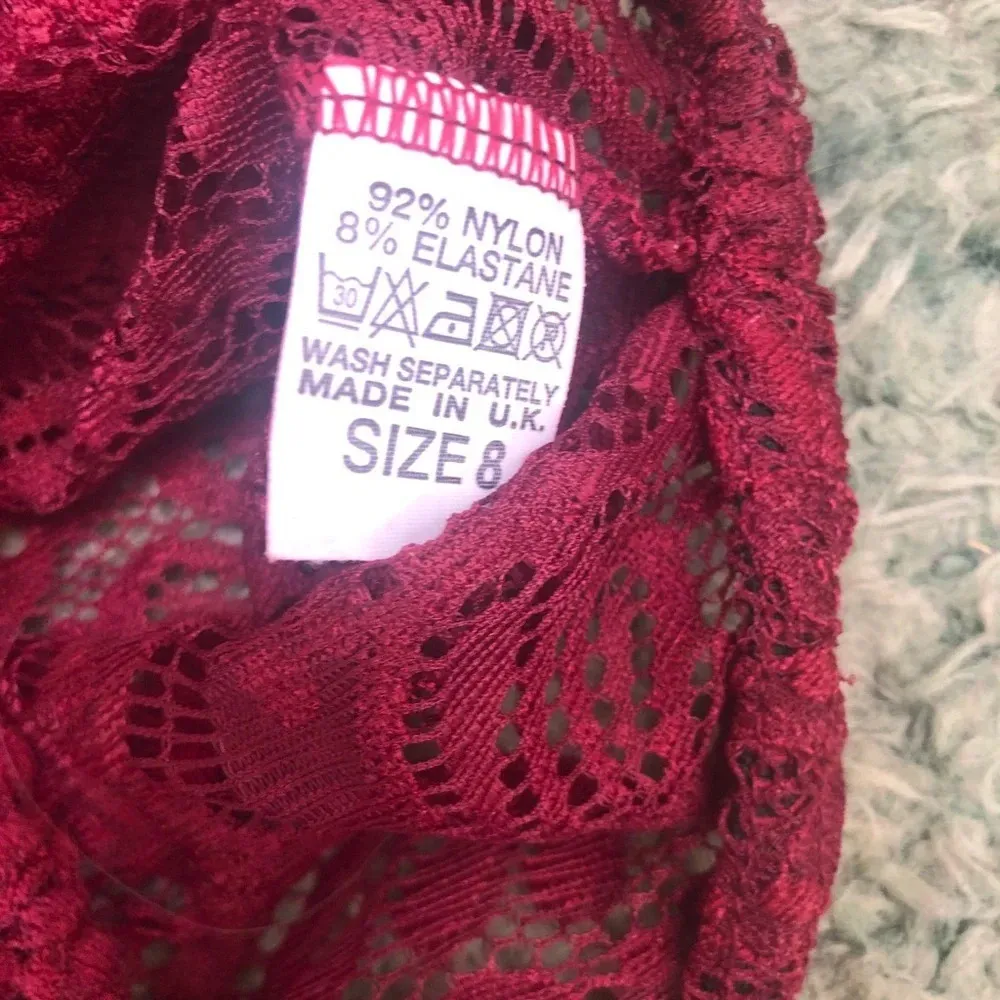 92% NYLON
8% ELASTANE
30 R
WASH SEPARATELY
MADE IN U.K.
SIZE 8